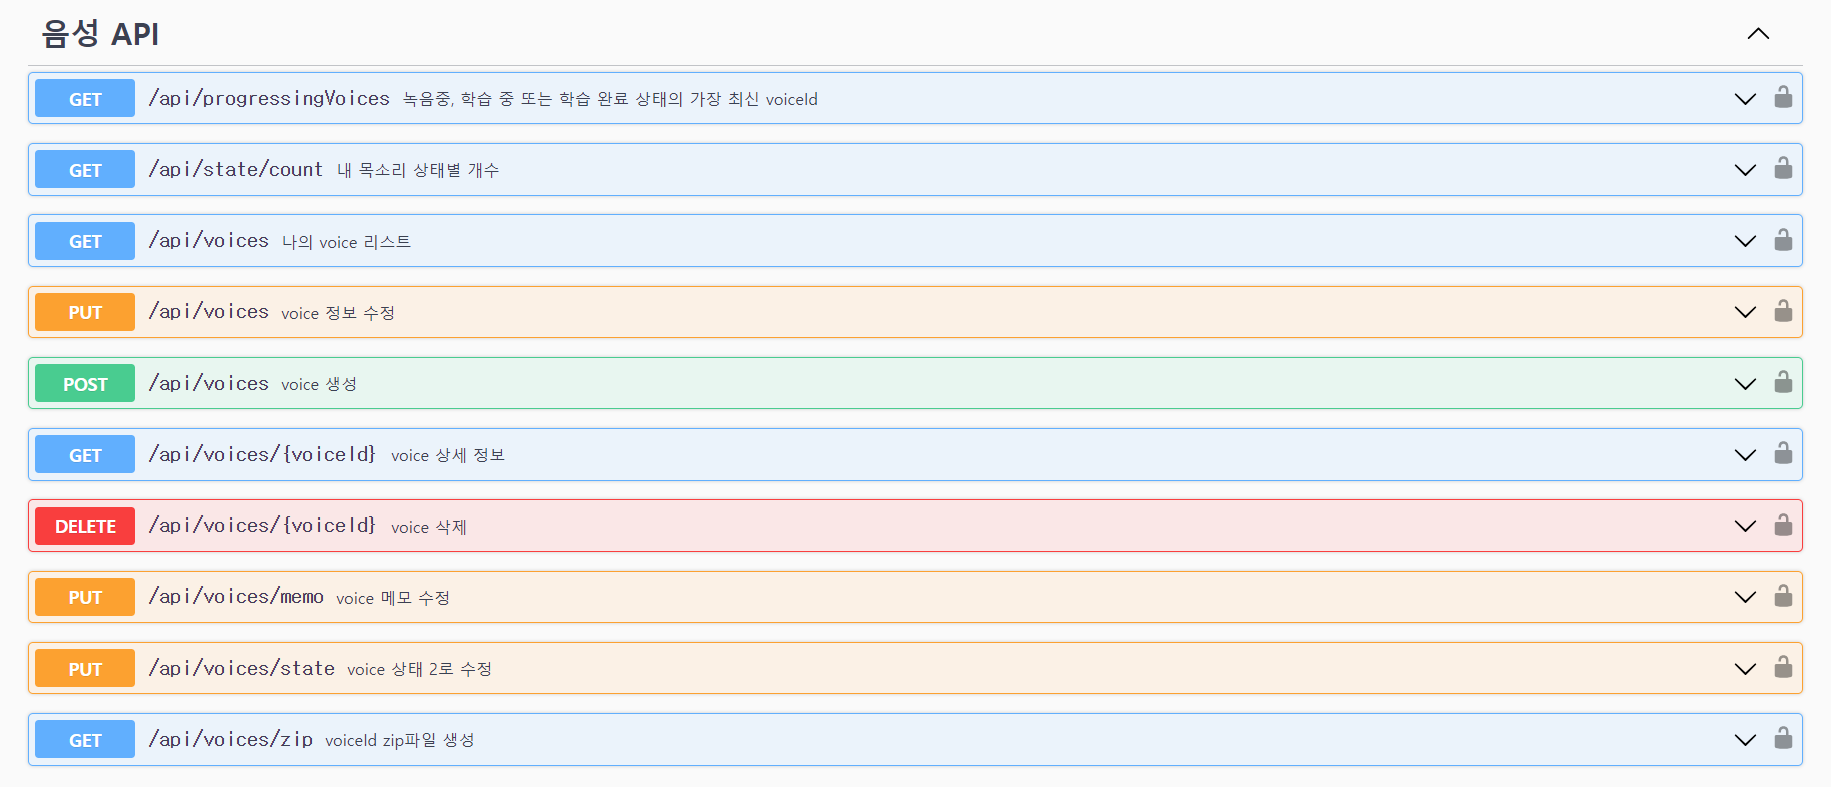 음성 API
GET /api/progressingVoices 녹음중, 학습 중 또는 학습 완료 상태의 가장 최신 voiceId
GET /api/state/count 내 목소리 상태별 개수
GET /api/voices 나의 voice 리스트
PUT /api/voices voice 정보 수정
POST /api/voices voice 생성
GET /api/voices/{voiceId} voice 상세 정보
DELETE /api/voices/{voiceId} voice 삭제
PUT /api/voices/memo voice 메모 수정
PUT /api/voices/state voice 상태 2로 수정
GET /api/voices/zip voiceId zip파일 생성